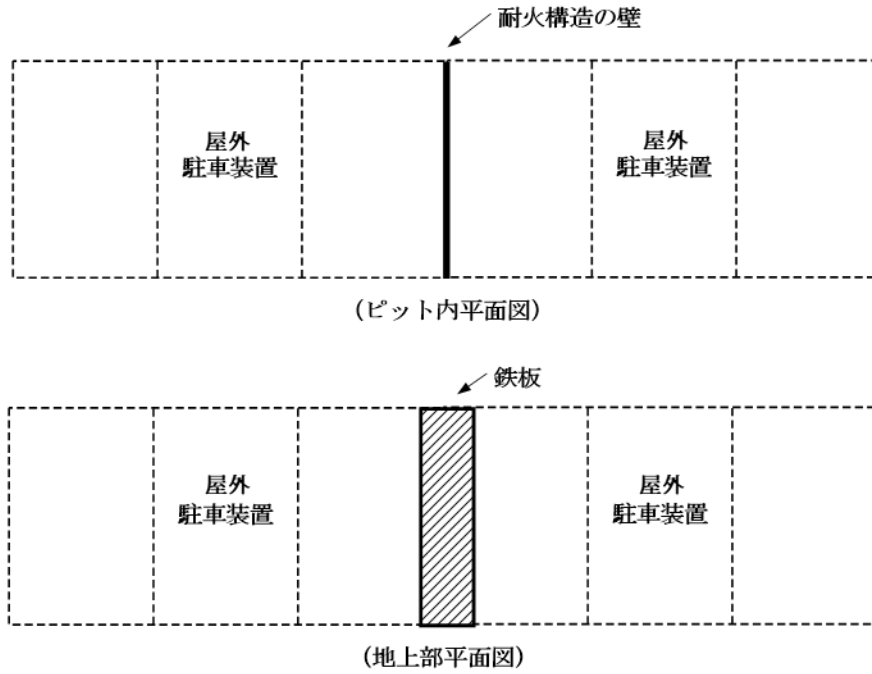 耐火構造の壁
屋外
駐車装置
屋外
駐車装置
(ピット内平面図)
鉄板
屋外
駐車装置
屋外
駐車装置
(地上部平面図)